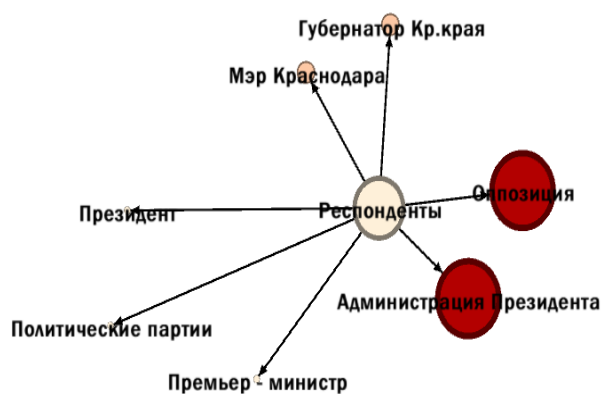 Губернатор Кр.края
Мэр Краснодара
Оппозиция
Президент
Респонденты
Администрация Президента
Политические партии
Премьер - министр